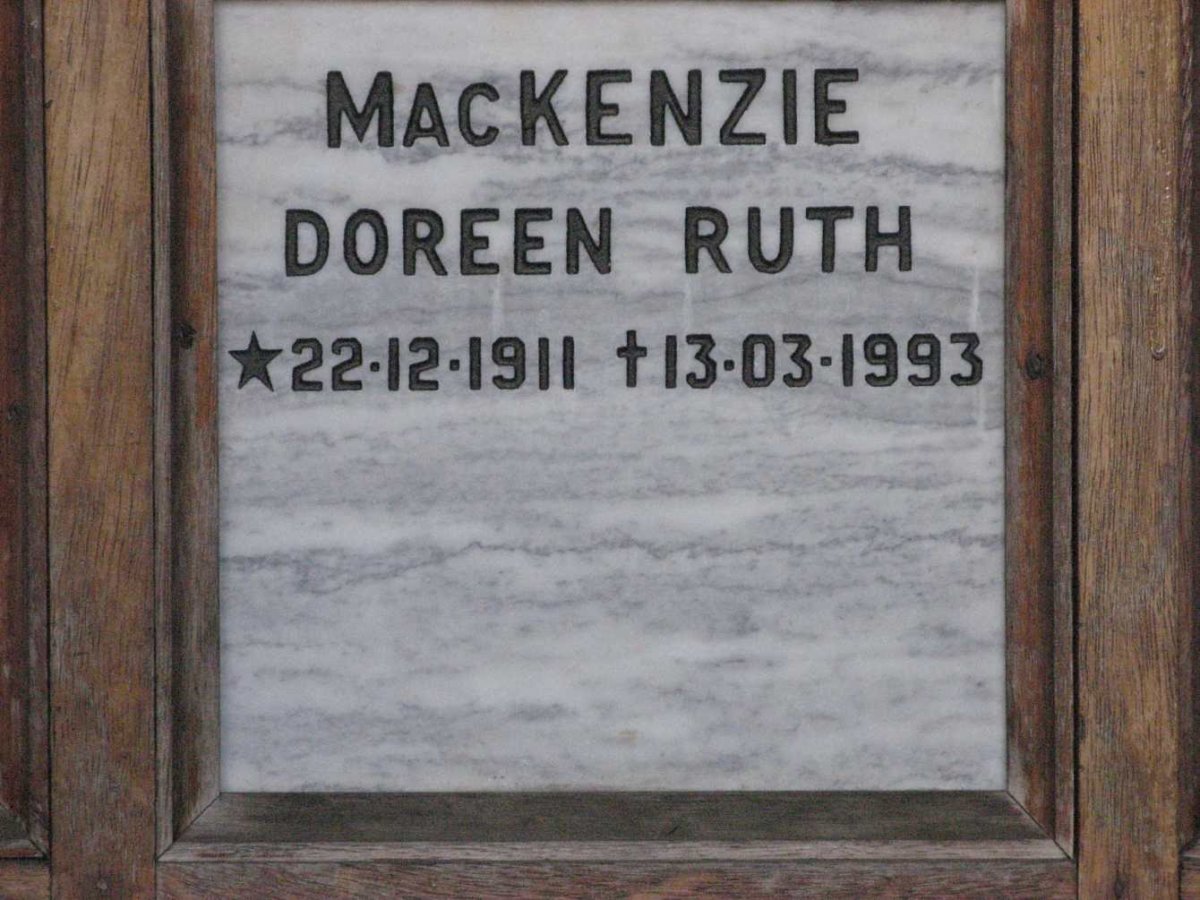 MacKENZIE
DOREEN RUTH
★22·12·1911 ✝13·03·1993